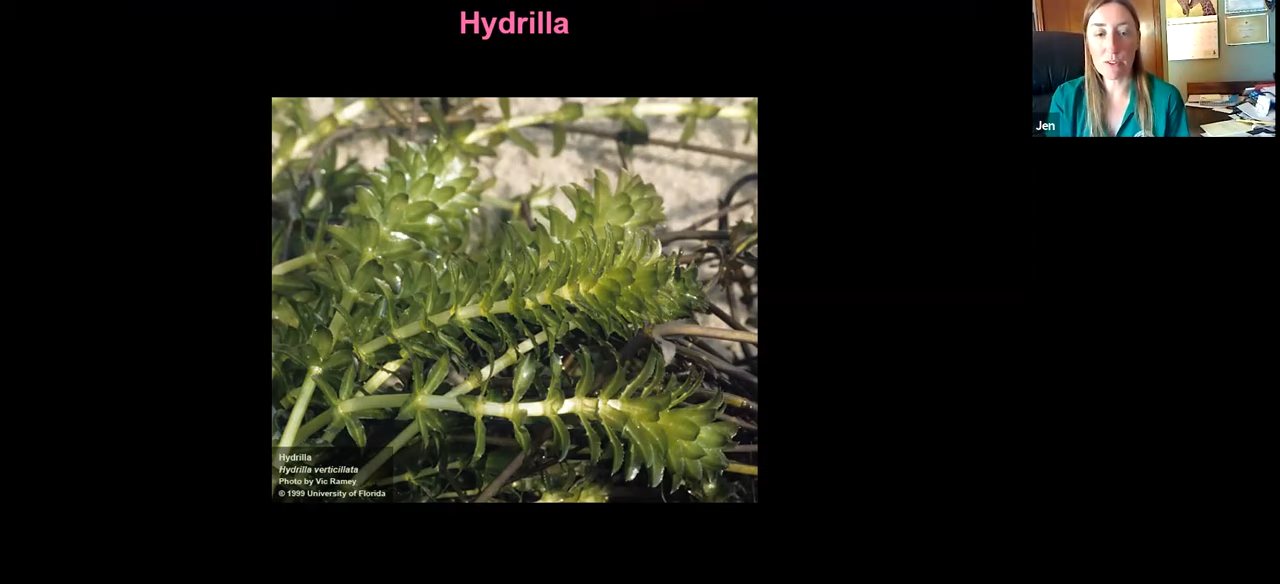 Hydrilla
Jen
Hydrilla
Hydrilla verticillata
Photo by Vic Ramey
© 1999 University of Florida